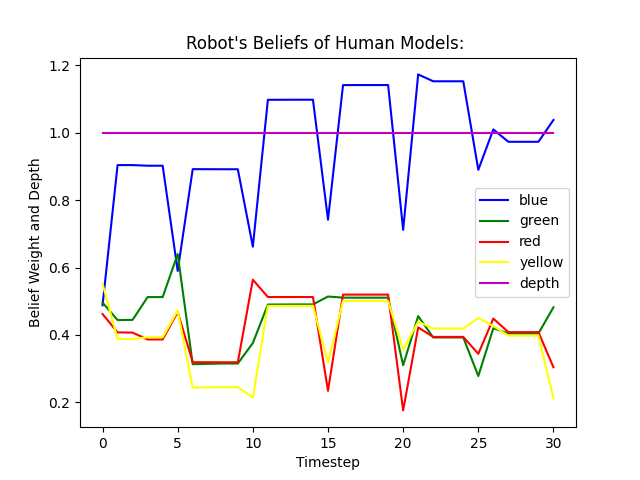 Robot's Beliefs of Human Models:
Belief Weight and Depth
1.2
1.0
0.8
0.6
0.4
0.2
blue
green
red
yellow
depth
0 5 10 15 20 25 30
Timestep